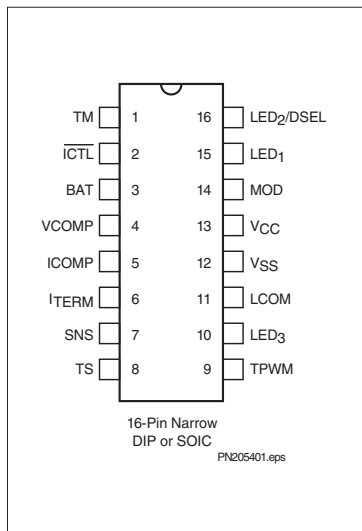 TM 1 16 LED2/DSEL
ICTL 2 15 LED1
BAT 3 14 MOD
VCOMP 4 13 VCC
ICOMP 5 12 VSS
ITERM 6 11 LCOM
SNS 7 10 LED3
TS 8 9 TPWM
16-Pin Narrow
DIP or SOIC
PN205401.eps